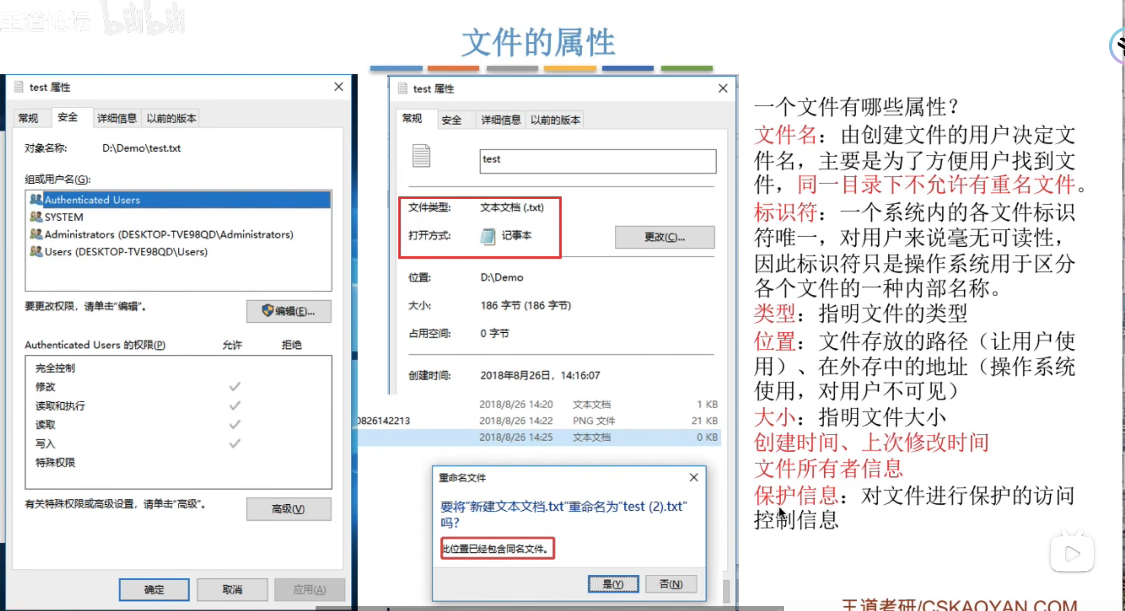 王道论坛 bilibili
文件的属性
test 属性
常规 安全 详细信息 以前的版本
对象名称: D:\Demo\test.txt
组或用户名(G):
Authenticated Users
SYSTEM
Administrators (DESKTOP-TVE98QD\Administrators)
Users (DESKTOP-TVE98QD\Users)
要更改权限，请单击"编辑"。
编辑(E)...
Authenticated Users 的权限(P) 允许 拒绝
完全控制
修改
读取和执行
读取
写入
特殊权限
有关特殊权限或高级设置，请单击"高级"。
高级(V)
确定 取消 应用(A)
test 属性
常规 安全 详细信息 以前的版本
test
文件类型: 文本文档 (.txt)
打开方式: 记事本 更改(C)...
位置: D:\Demo
大小: 186 字节 (186 字节)
占用空间: 0 字节
创建时间: 2018年8月26日，14:16:07
2018/8/26 14:20 文本文档 1 KB
0826142213 2018/8/26 14:22 PNG 文件 21 KB
2018/8/26 14:25 文本文档 0 KB
重命名文件
要将"新建文本文档.txt"重命名为"test (2).txt"
吗?
此位置已经包含同名文件。
是(Y) 否(N)
一个文件有哪些属性？
文件名：由创建文件的用户决定文
件名，主要是为了方便用户找到文
件，同一目录下不允许有重名文件。
标识符：一个系统内的各文件标识
符唯一，对用户来说毫无可读性，
因此标识符只是操作系统用于区分
各个文件的一种内部名称。
类型：指明文件的类型
位置：文件存放的路径（让用户使
用）、在外存中的地址（操作系统
使用，对用户不可见）
大小：指明文件大小
创建时间、上次修改时间
文件所有者信息
保护信息：对文件进行保护的访问
控制信息
王道考研/CSKAOYAN.COM